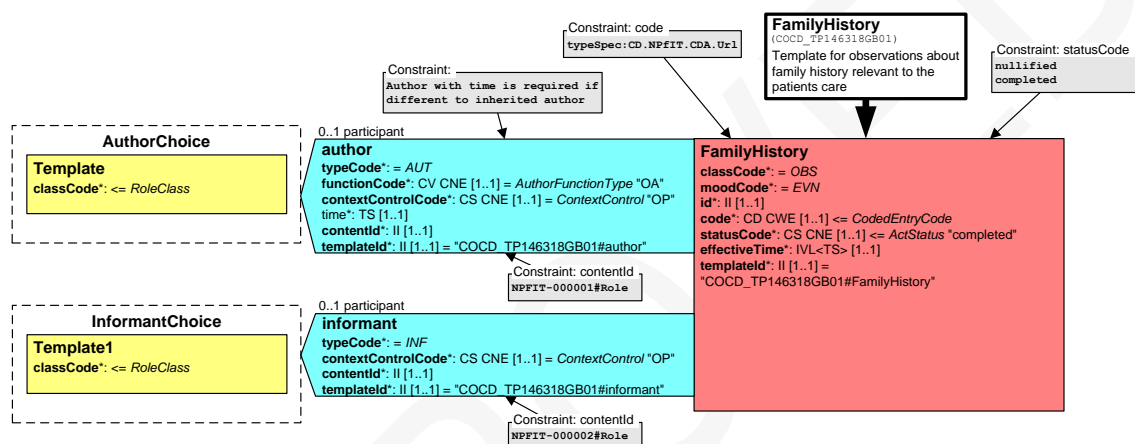 Constraint: code
typeSpec:CD.NPfIT.CDA.Url
FamilyHistory
(COCD_TP146318GB01)
Template for observations about
family history relevant to the
patients care
Constraint: statusCode
nullified
completed
Constraint:
Author with time is required if
different to inherited author
AuthorChoice
Template
classCode*: <= RoleClass
0..1 participant
author
typeCode*: = AUT
functionCode*: CV CNE [1..1] = AuthorFunctionType "OA"
contextControlCode*: CS CNE [1..1] = ContextControl "OP"
time*: TS [1..1]
contentId*: II [1..1]
templateId*: II [1..1] = "COCD_TP146318GB01#author"
Constraint: contentId
NPFIT-000001#Role
FamilyHistory
classCode*: = OBS
moodCode*: = EVN
id*: II [1..1]
code*: CD CWE [1..1] <= CodedEntryCode
statusCode*: CS CNE [1..1] <= ActStatus "completed"
effectiveTime*: IVL<TS> [1..1]
templateId*: II [1..1] =
"COCD_TP146318GB01#FamilyHistory"
InformantChoice
Template1
classCode*: <= RoleClass
0..1 participant
informant
typeCode*: = INF
contextControlCode*: CS CNE [1..1] = ContextControl "OP"
contentId*: II [1..1]
templateId*: II [1..1] = "COCD_TP146318GB01#informant"
Constraint: contentId
NPFIT-000002#Role